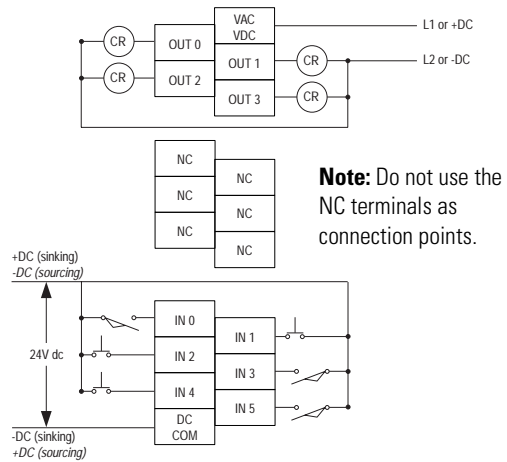 VAC
VDC
L1 or +DC
CR
OUT 0
OUT 1
CR
L2 or -DC
CR
OUT 2
OUT 3
CR
NC
NC
NC
NC
NC
NC
Note: Do not use the
NC terminals as
connection points.
+DC (sinking)
-DC (sourcing)
24V dc
IN 0
IN 1
IN 2
IN 3
IN 4
IN 5
DC
COM
-DC (sinking)
+DC (sourcing)